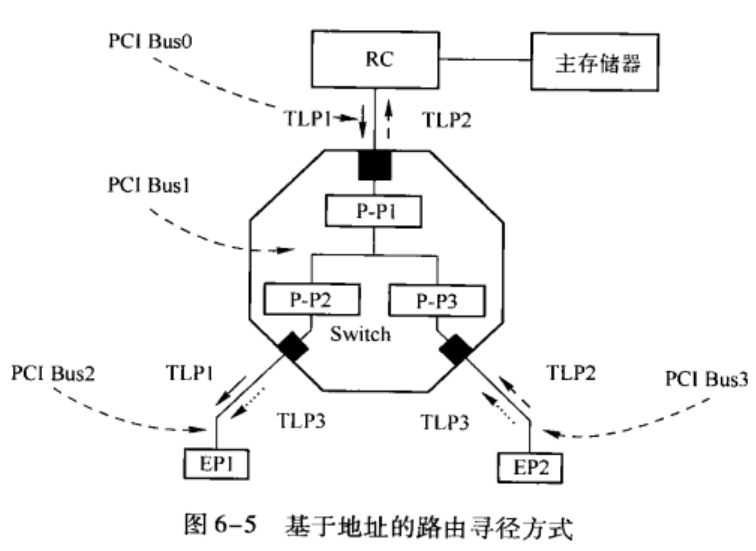 PCI Bus0
RC
主存储器
TLP1
TLP2
PCI Bus1
P-P1
P-P2
P-P3
Switch
PCI Bus2
TLP1
TLP2
PCI Bus3
TLP3
TLP3
EP1
EP2
图 6-5 基于地址的路由寻径方式